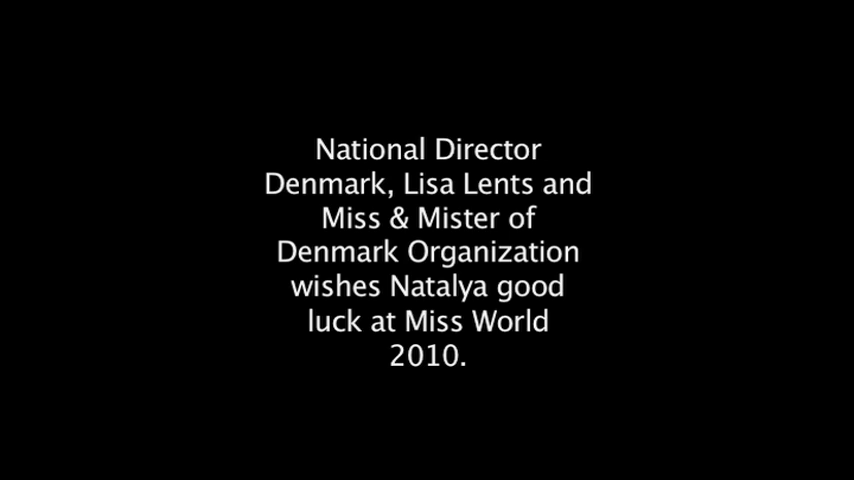 National Director
Denmark, Lisa Lents and
Miss & Mister of
Denmark Organization
wishes Natalya good
luck at Miss World
2010.